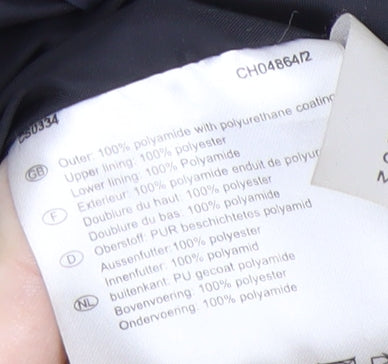 CH04864/2
CS0334
GB Outer: 100% polyamide with polyurethane coating
Upper lining: 100% polyester
Lower lining: 100% Polyamide
F Exterieur: 100% polyamide enduit de polyur
Doublure du haut: 100% polyester
Doublure du bas: 100% polyamide
D Oberstoff: PUR beschichtetes polyamid
Aussenfutter:100% polyester
Innenfutter: 100% polyamid
NL buitenkant: PU gecoat polyamide
Bovenvoering: 100% polyester
Ondervoering: 100% polyamide